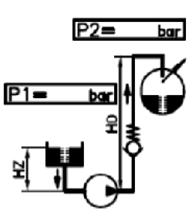 P2= bar
P1= bar
HD
HZ